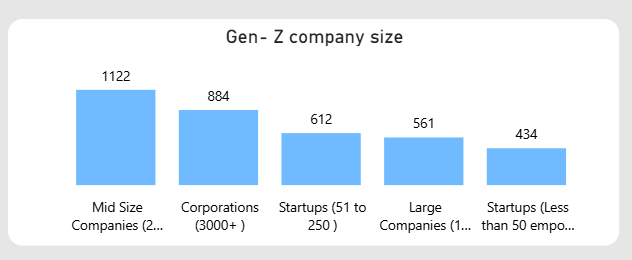 Gen- Z company size
1122
884
612
561
434
Mid Size
Companies (2...
Corporations
(3000+ )
Startups (51 to
250 )
Large
Companies (1...
Startups (Less
than 50 empo...